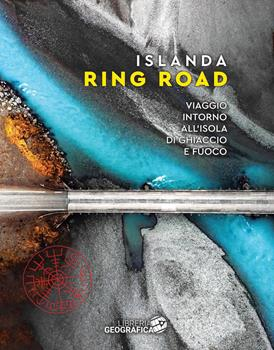 ISLANDA
RING ROAD
VIAGGIO
INTORNO
ALL'ISOLA
DI GHIACCIO
E FUOCO
LIBRERIA
GEOGRAFICA